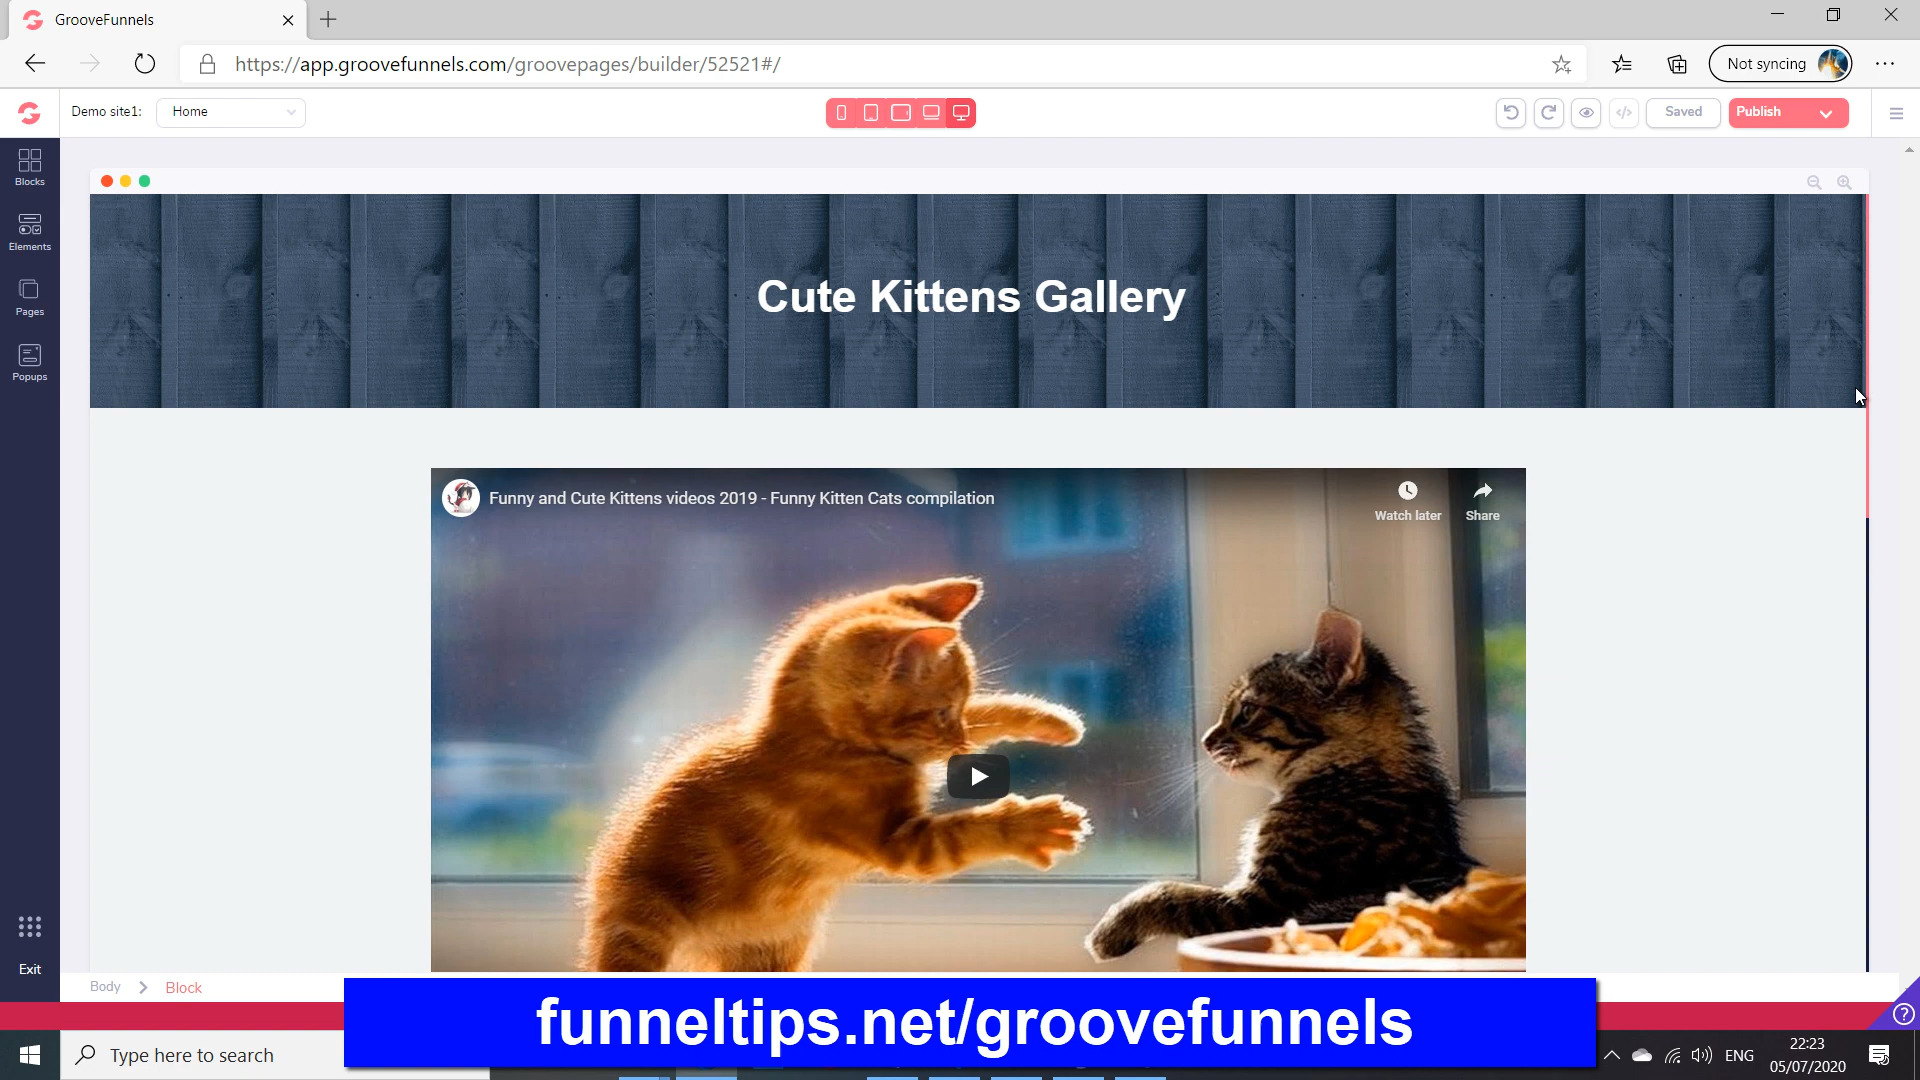 GrooveFunnels
https://app.groovefunnels.com/groovepages/builder/52521#/
Not syncing
Demo site1:
Home
Saved
Publish
Blocks
Elements
Pages
Popups
Cute Kittens Gallery
Funny and Cute Kittens videos 2019 - Funny Kitten Cats compilation
Watch later
Share
Exit
Body
Block
funneltips.net/groovefunnels
Type here to search
ENG
22:23
05/07/2020